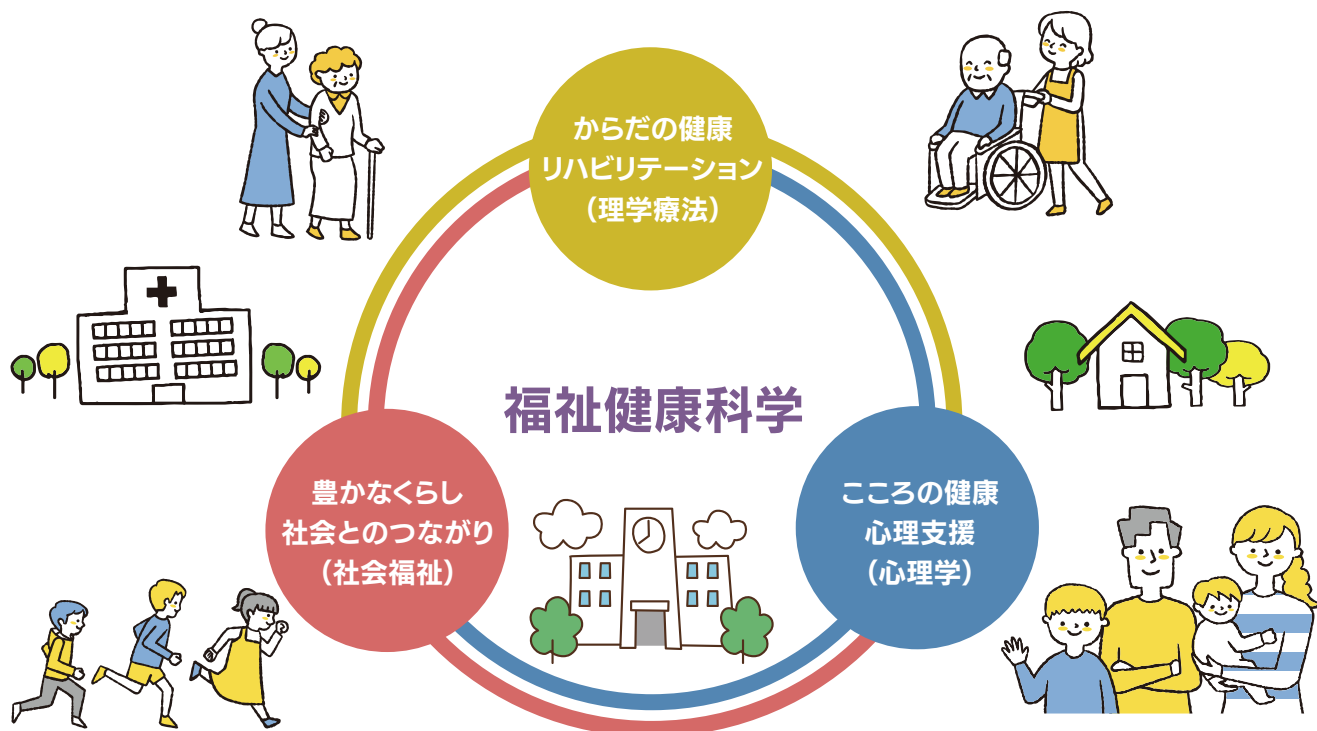 からだの健康
リハビリテーション
（理学療法）
福祉健康科学
豊かなくらし
社会とのつながり
（社会福祉）
こころの健康
心理支援
（心理学）